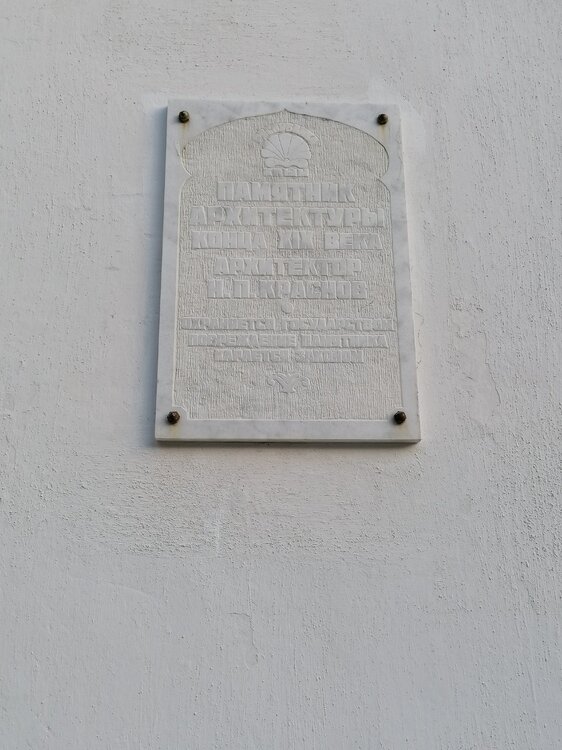 ПАМЯТНИК
АРХИТЕКТУРЫ
КОНЦА XIX ВЕКА
АРХИТЕКТОР
Н.П.КРАСНОВ
ОХРАНЯЕТСЯ ГОСУДАРСТВОМ
ПОВРЕЖДЕНИЕ ПАМЯТНИКА
КАРАЕТСЯ ЗАКОНОМ